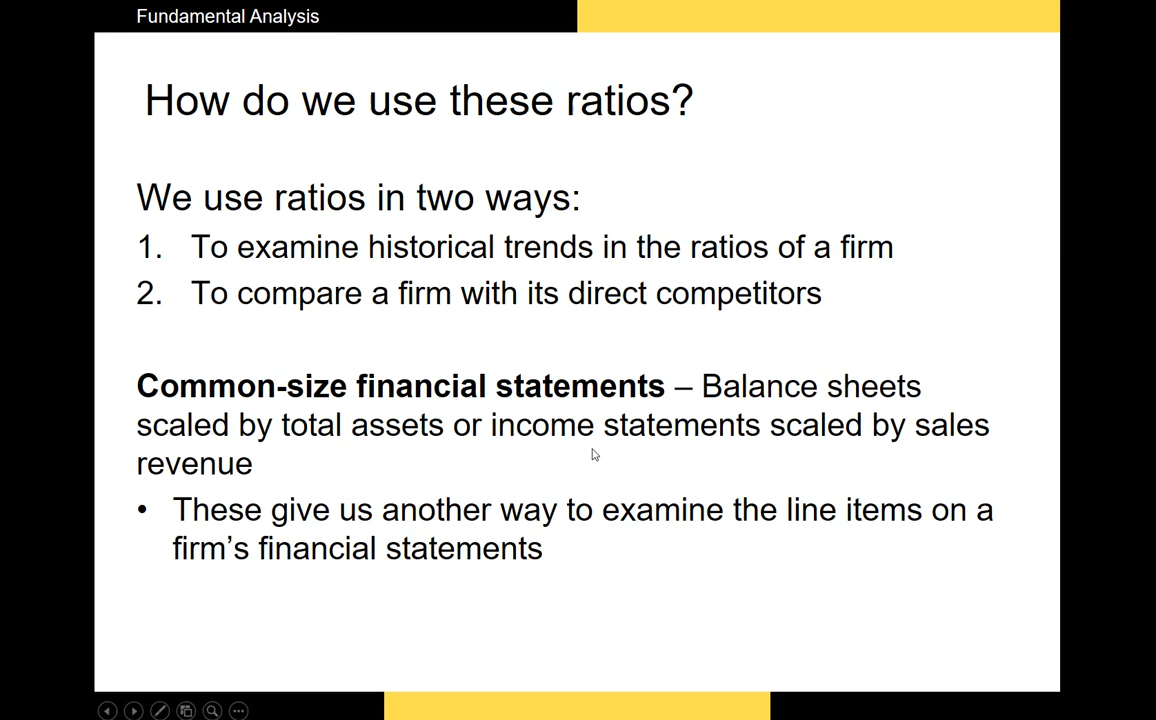 Fundamental Analysis
How do we use these ratios?
We use ratios in two ways:
1. To examine historical trends in the ratios of a firm
2. To compare a firm with its direct competitors
Common-size financial statements – Balance sheets
scaled by total assets or income statements scaled by sales
revenue
• These give us another way to examine the line items on a
firm’s financial statements